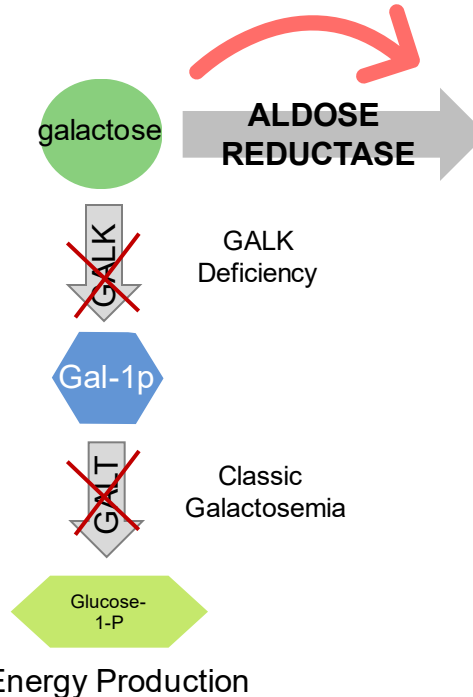 galactose
ALDOSE
REDUCTASE
GALK
GALK
Deficiency
Gal-1p
GALT
Classic
Galactosemia
Glucose-
1-P
Energy Production